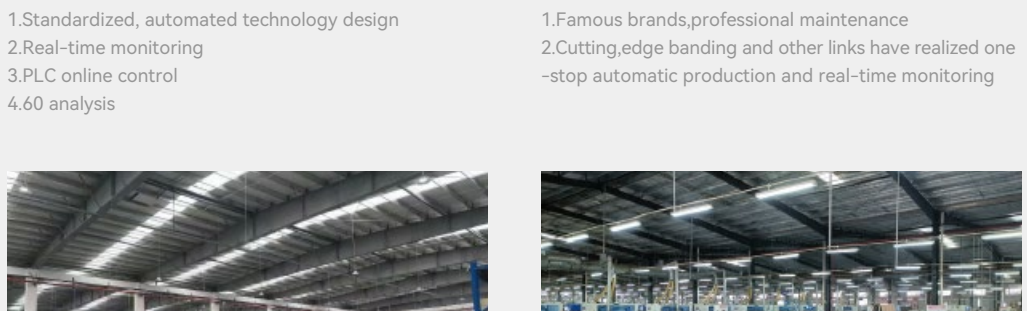 1.Standardized, automated technology design
2.Real-time monitoring
3.PLC online control
4.60 analysis
1.Famous brands,professional maintenance
2.Cutting,edge banding and other links have realized one
-stop automatic production and real-time monitoring